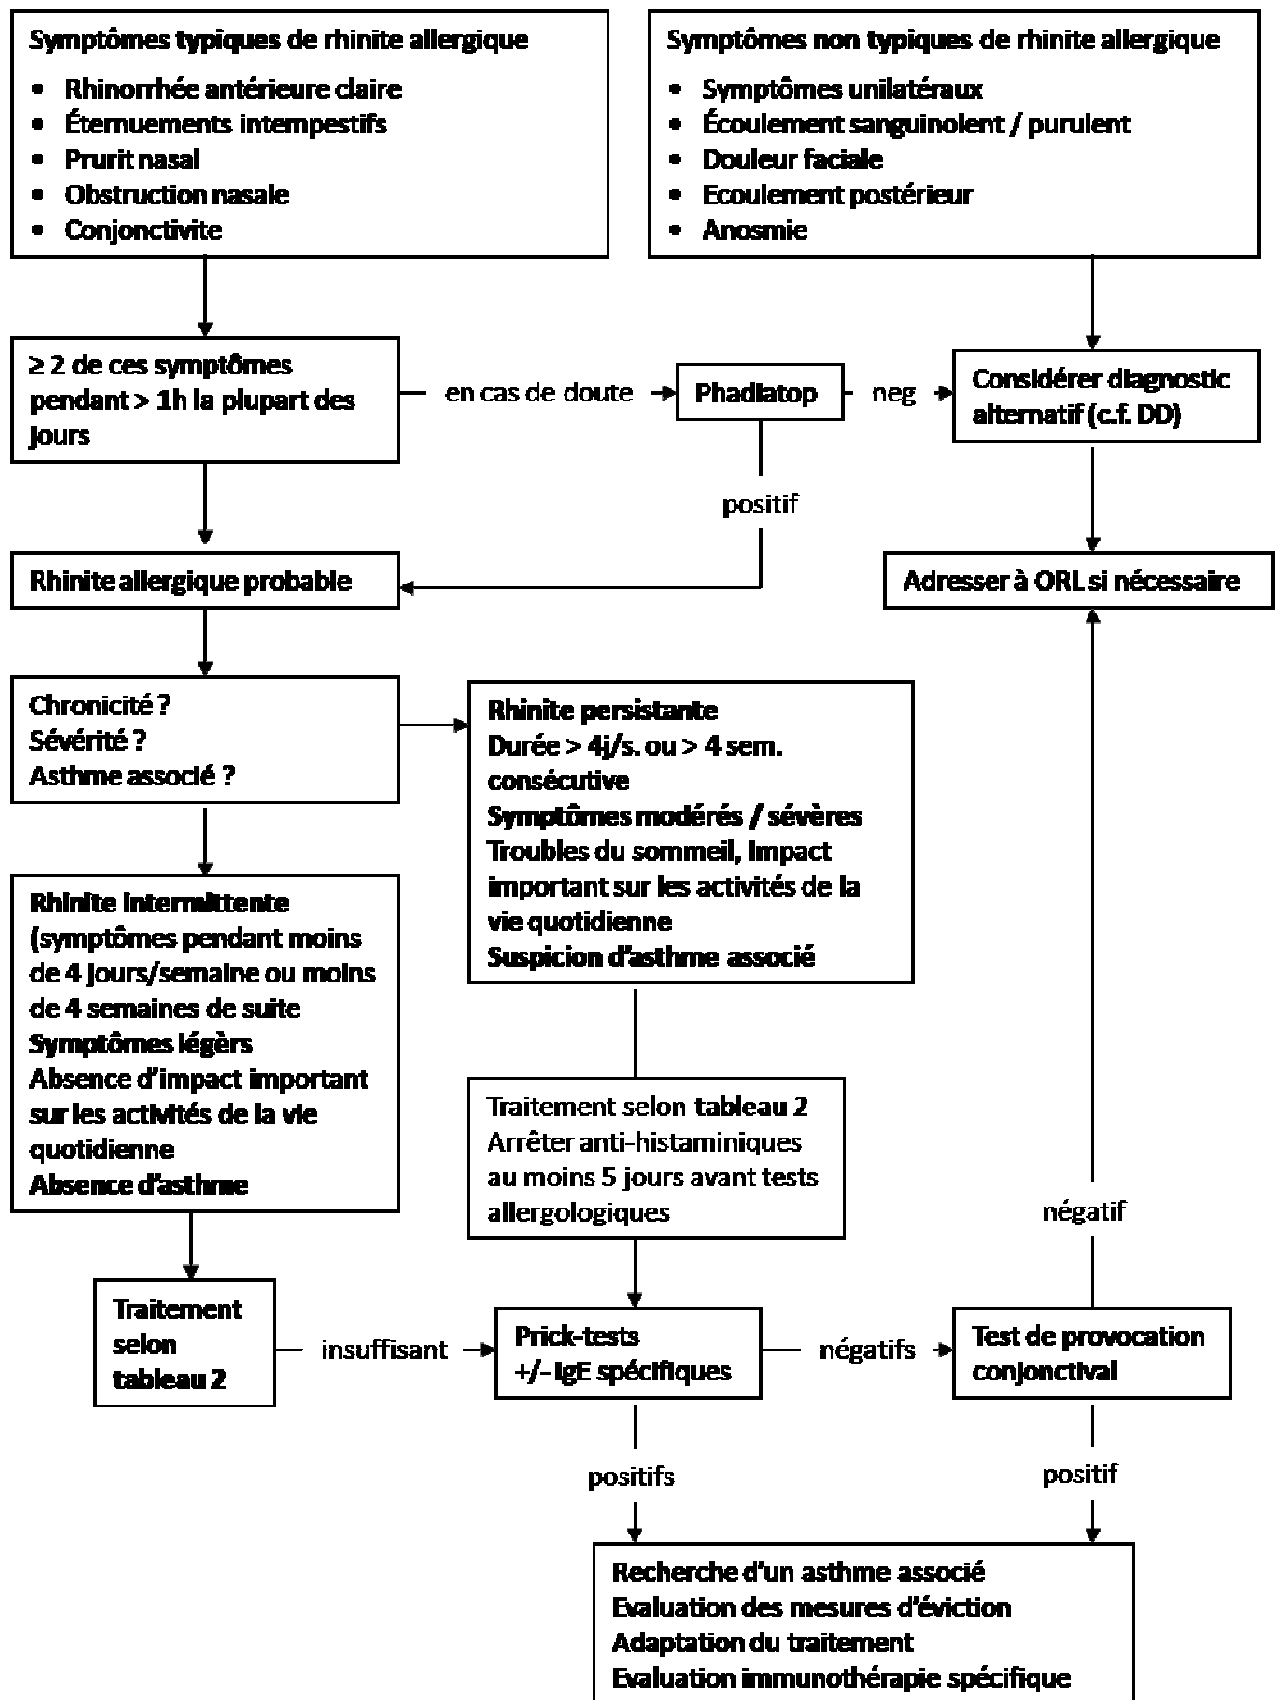 Symptômes typiques de rhinite allergique
• Rhinorrhée antérieure claire
• Éternuements intempestifs
• Prurit nasal
• Obstruction nasale
• Conjonctivite
Symptômes non typiques de rhinite allergique
• Symptômes unilatéraux
• Écoulement sanguinolent / purulent
• Douleur faciale
• Ecoulement postérieur
• Anosmie
≥ 2 de ces symptômes
pendant > 1h la plupart des
jours
en cas de doute
Phadiatop
neg
Considérer diagnostic
alternatif (c.f. DD)
positif
Rhinite allergique probable
Adresser à ORL si nécessaire
Chronicité ?
Sévérité ?
Asthme associé ?
Rhinite persistante
Durée > 4j/s. ou > 4 sem.
consécutive
Symptômes modérés / sévères
Troubles du sommeil, Impact
important sur les activités de la
vie quotidienne
Suspicion d'asthme associé
Rhinite intermittente
(symptômes pendant moins
de 4 jours/semaine ou moins
de 4 semaines de suite
Symptômes légèrs
Absence d'impact important
sur les activités de la vie
quotidienne
Absence d'asthme
Traitement selon tableau 2
Arrêter anti-histaminiques
au moins 5 jours avant tests
allergologiques
négatif
Traitement
selon
tableau 2
insuffisant
Prick-tests
+/- IgE spécifiques
négatifs
Test de provocation
conjonctival
positifs
positif
Recherche d'un asthme associé
Evaluation des mesures d'éviction
Adaptation du traitement
Evaluation immunothérapie spécifique